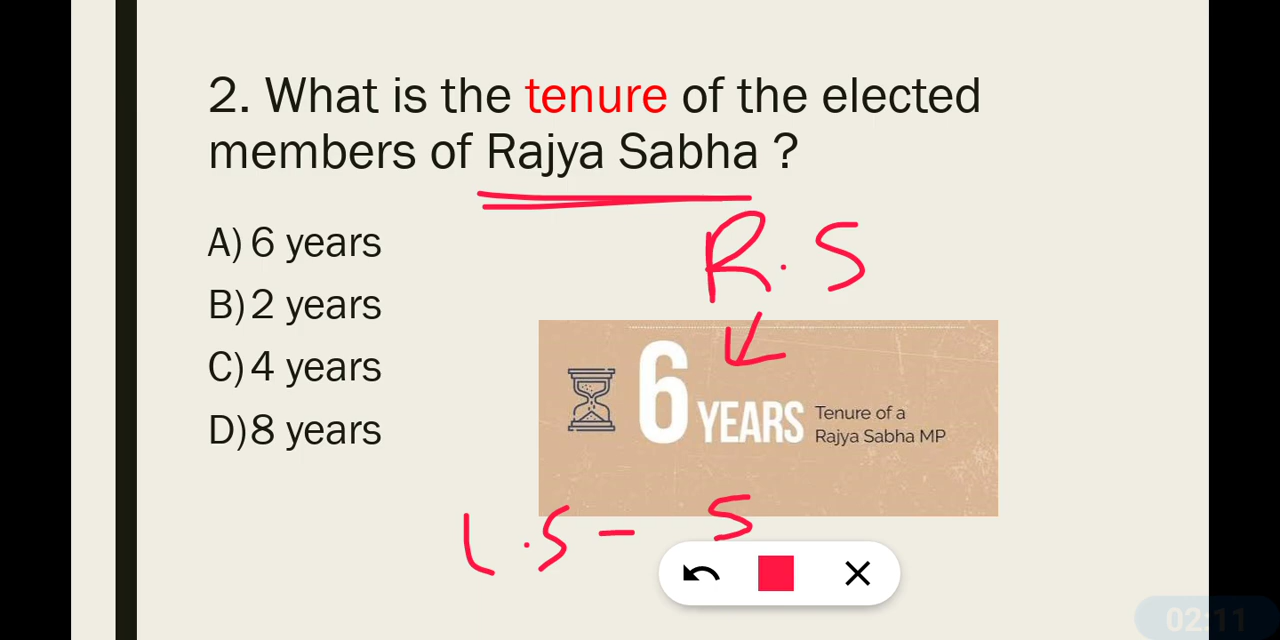 2. What is the tenure of the elected
members of Rajya Sabha ?
A) 6 years
B) 2 years
C) 4 years
D) 8 years
R. S
6 YEARS
Tenure of a
Rajya Sabha MP
L.S - 5
02:11